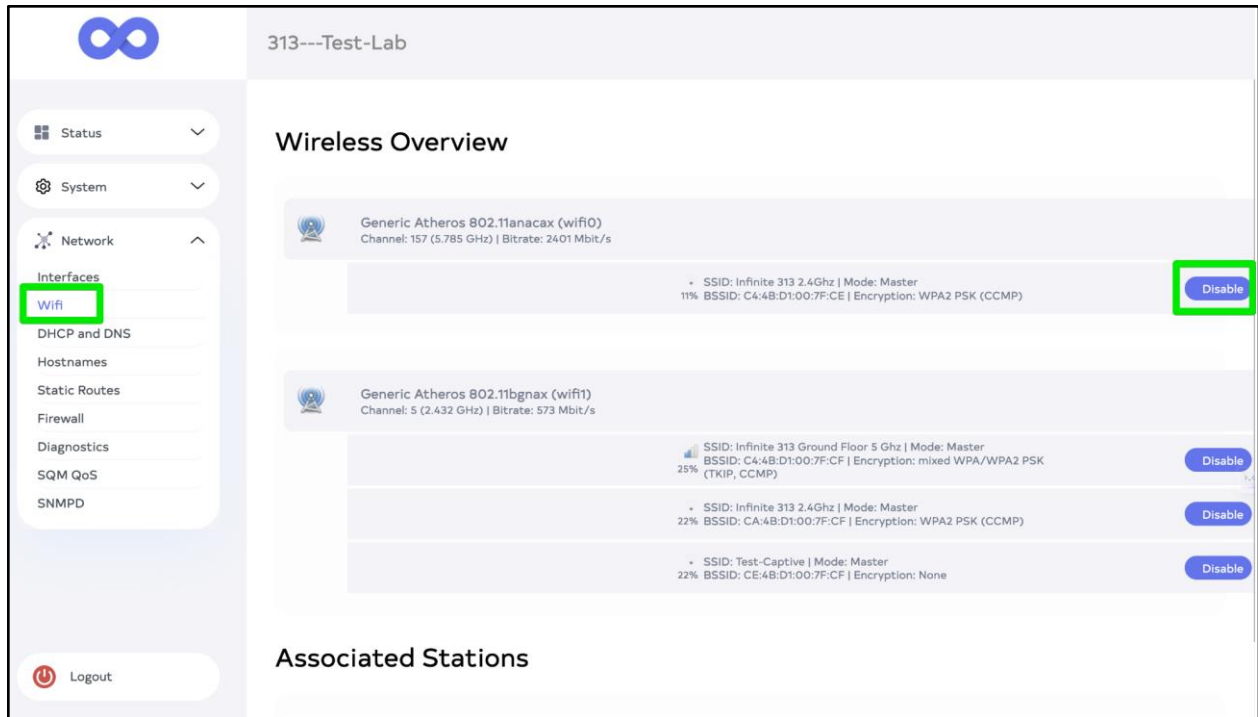 313---Test-Lab
Status
System
Network
Interfaces
Wifi
DHCP and DNS
Hostnames
Static Routes
Firewall
Diagnostics
SQM QoS
SNMPD
Logout
Wireless Overview
Generic Atheros 802.11anacax (wifi0)
Channel: 157 (5.785 GHz) | Bitrate: 2401 Mbit/s
SSID: Infinite 313 2.4Ghz | Mode: Master
11% BSSID: C4:4B:D1:00:7F:CE | Encryption: WPA2 PSK (CCMP)
Disable
Generic Atheros 802.11bgnax (wifi1)
Channel: 5 (2.432 GHz) | Bitrate: 573 Mbit/s
SSID: Infinite 313 Ground Floor 5 Ghz | Mode: Master
25% BSSID: C4:4B:D1:00:7F:CF | Encryption: mixed WPA/WPA2 PSK
(TKIP, CCMP)
Disable
SSID: Infinite 313 2.4Ghz | Mode: Master
22% BSSID: CA:4B:D1:00:7F:CF | Encryption: WPA2 PSK (CCMP)
Disable
SSID: Test-Captive | Mode: Master
22% BSSID: CE:4B:D1:00:7F:CF | Encryption: None
Disable
Associated Stations